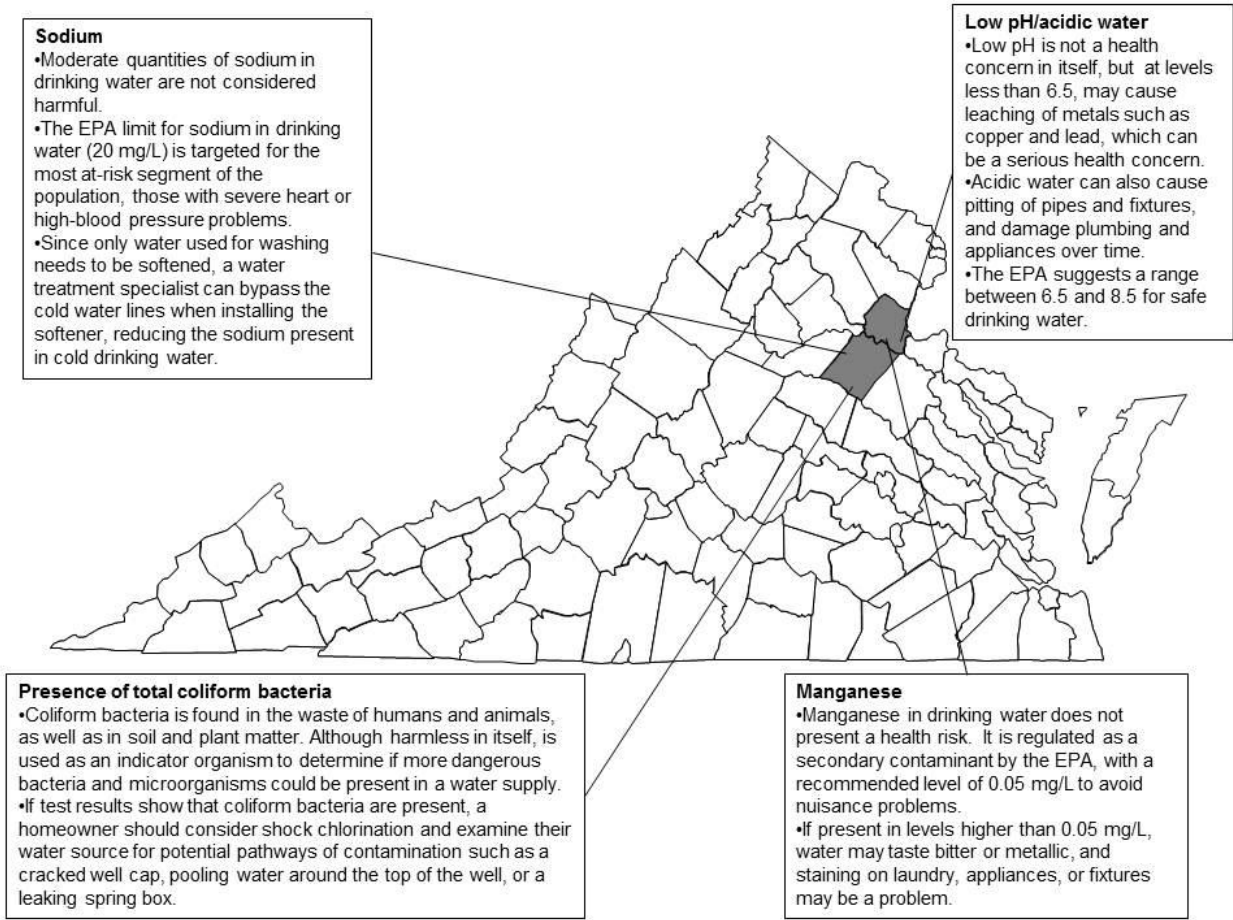 Sodium
•Moderate quantities of sodium in
drinking water are not considered
harmful.
•The EPA limit for sodium in drinking
water (20 mg/L) is targeted for the
most at-risk segment of the
population, those with severe heart or
high-blood pressure problems.
•Since only water used for washing
needs to be softened, a water
treatment specialist can bypass the
cold water lines when installing the
softener, reducing the sodium present
in cold drinking water.
Low pH/acidic water
•Low pH is not a health
concern in itself, but at levels
less than 6.5, may cause
leaching of metals such as
copper and lead, which can
be a serious health concern.
•Acidic water can also cause
pitting of pipes and fixtures,
and damage plumbing and
appliances over time.
•The EPA suggests a range
between 6.5 and 8.5 for safe
drinking water.
Presence of total coliform bacteria
•Coliform bacteria is found in the waste of humans and animals,
as well as in soil and plant matter. Although harmless in itself, is
used as an indicator organism to determine if more dangerous
bacteria and microorganisms could be present in a water supply.
•If test results show that coliform bacteria are present, a
homeowner should consider shock chlorination and examine their
water source for potential pathways of contamination such as a
cracked well cap, pooling water around the top of the well, or a
leaking spring box.
Manganese
•Manganese in drinking water does not
present a health risk. It is regulated as a
secondary contaminant by the EPA, with a
recommended level of 0.05 mg/L to avoid
nuisance problems.
•If present in levels higher than 0.05 mg/L,
water may taste bitter or metallic, and
staining on laundry, appliances, or fixtures
may be a problem.